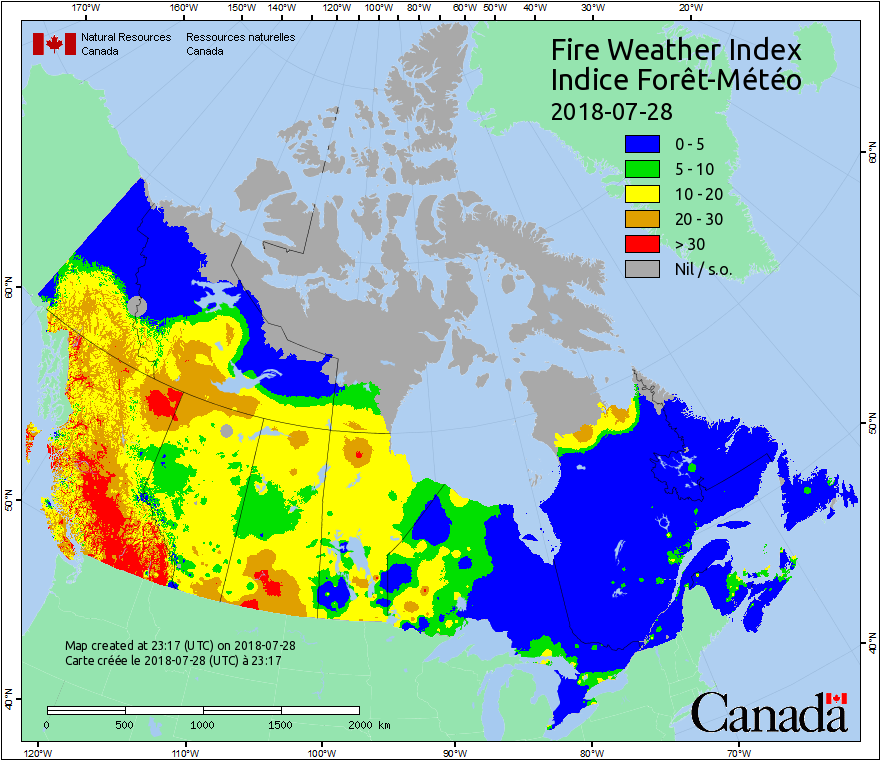 170°W 160°W 150°W 140°W 120°W 100°W 80°W 60°W 50°W 40°W 30°W 20°W
Natural Resources Ressources naturelles
Canada Canada
Fire Weather Index
Indice Forêt-Météo
2018-07-28
0 - 5
5 - 10
10 - 20
20 - 30
> 30
Nil / s.o.
60°N
60°N
50°N
50°N
40°N
40°N
Map created at 23:17 (UTC) on 2018-07-28
Carte créée le 2018-07-28 (UTC) à 23:17
0 500 1000 1500 2000 km
Canada
120°W 110°W 100°W 90°W 80°W 70°W